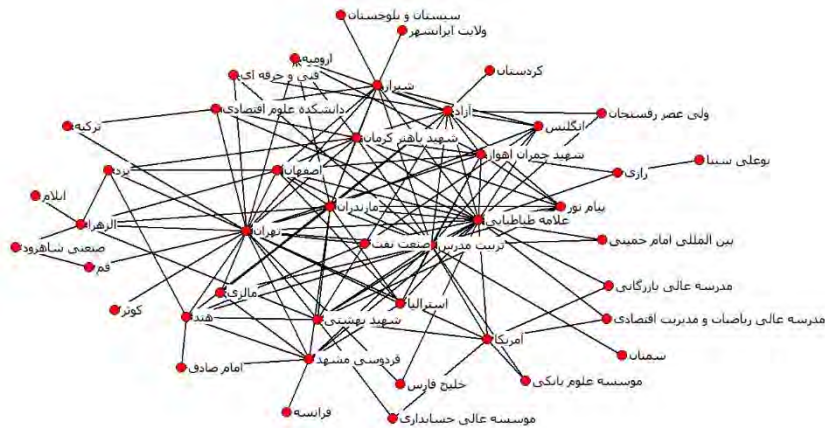 سیستان و بلوچستان
ولایت ایرانشهر
ارومیه
فنی و حرفه ای
شیراز
کردستان
دانشکده علوم اقتصادی
آزاد
ولی عصر رفسنجان
ترکیه
انگلیس
شهید باهنر کرمان
شهید چمران اهواز
بوعلی سینا
یزد
اصفهان
رازی
ایلام
مازندران
پیام نور
الزهرا
علامه طباطبایی
تهران
صنعتی شاهرود
صنعت نفت
تربیت مدرس
بین المللی امام خمینی
قم
مدرسه عالی بازرگانی
مالزی
استرالیا
کوثر
هند
شهید بهشتی
مدرسه عالی ریاضیات و مدیریت اقتصادی
آمریکا
سمنان
فردوسی مشهد
امام صادق
موسسه علوم بانکی
خلیج فارس
فرانسه
موسسه عالی حسابداری